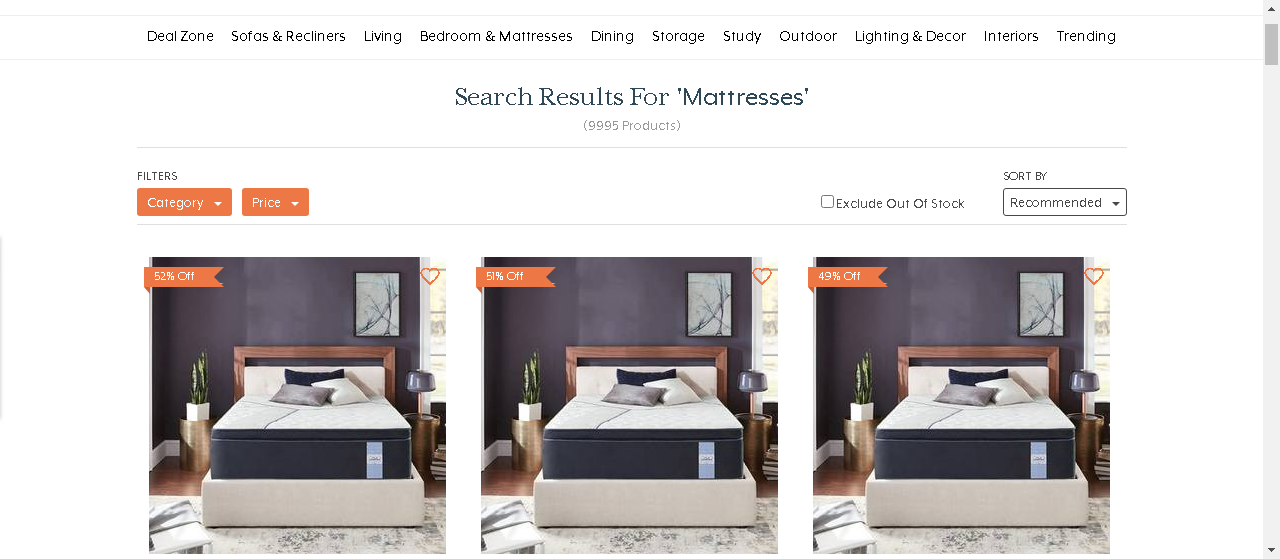 Deal Zone Sofas & Recliners Living Bedroom & Mattresses Dining Storage Study Outdoor Lighting & Decor Interiors Trending
Search Results For 'Mattresses'
(9995 Products)
FILTERS SORT BY
Category Price Exclude Out Of Stock Recommended
52% Off 51% Off 49% Off